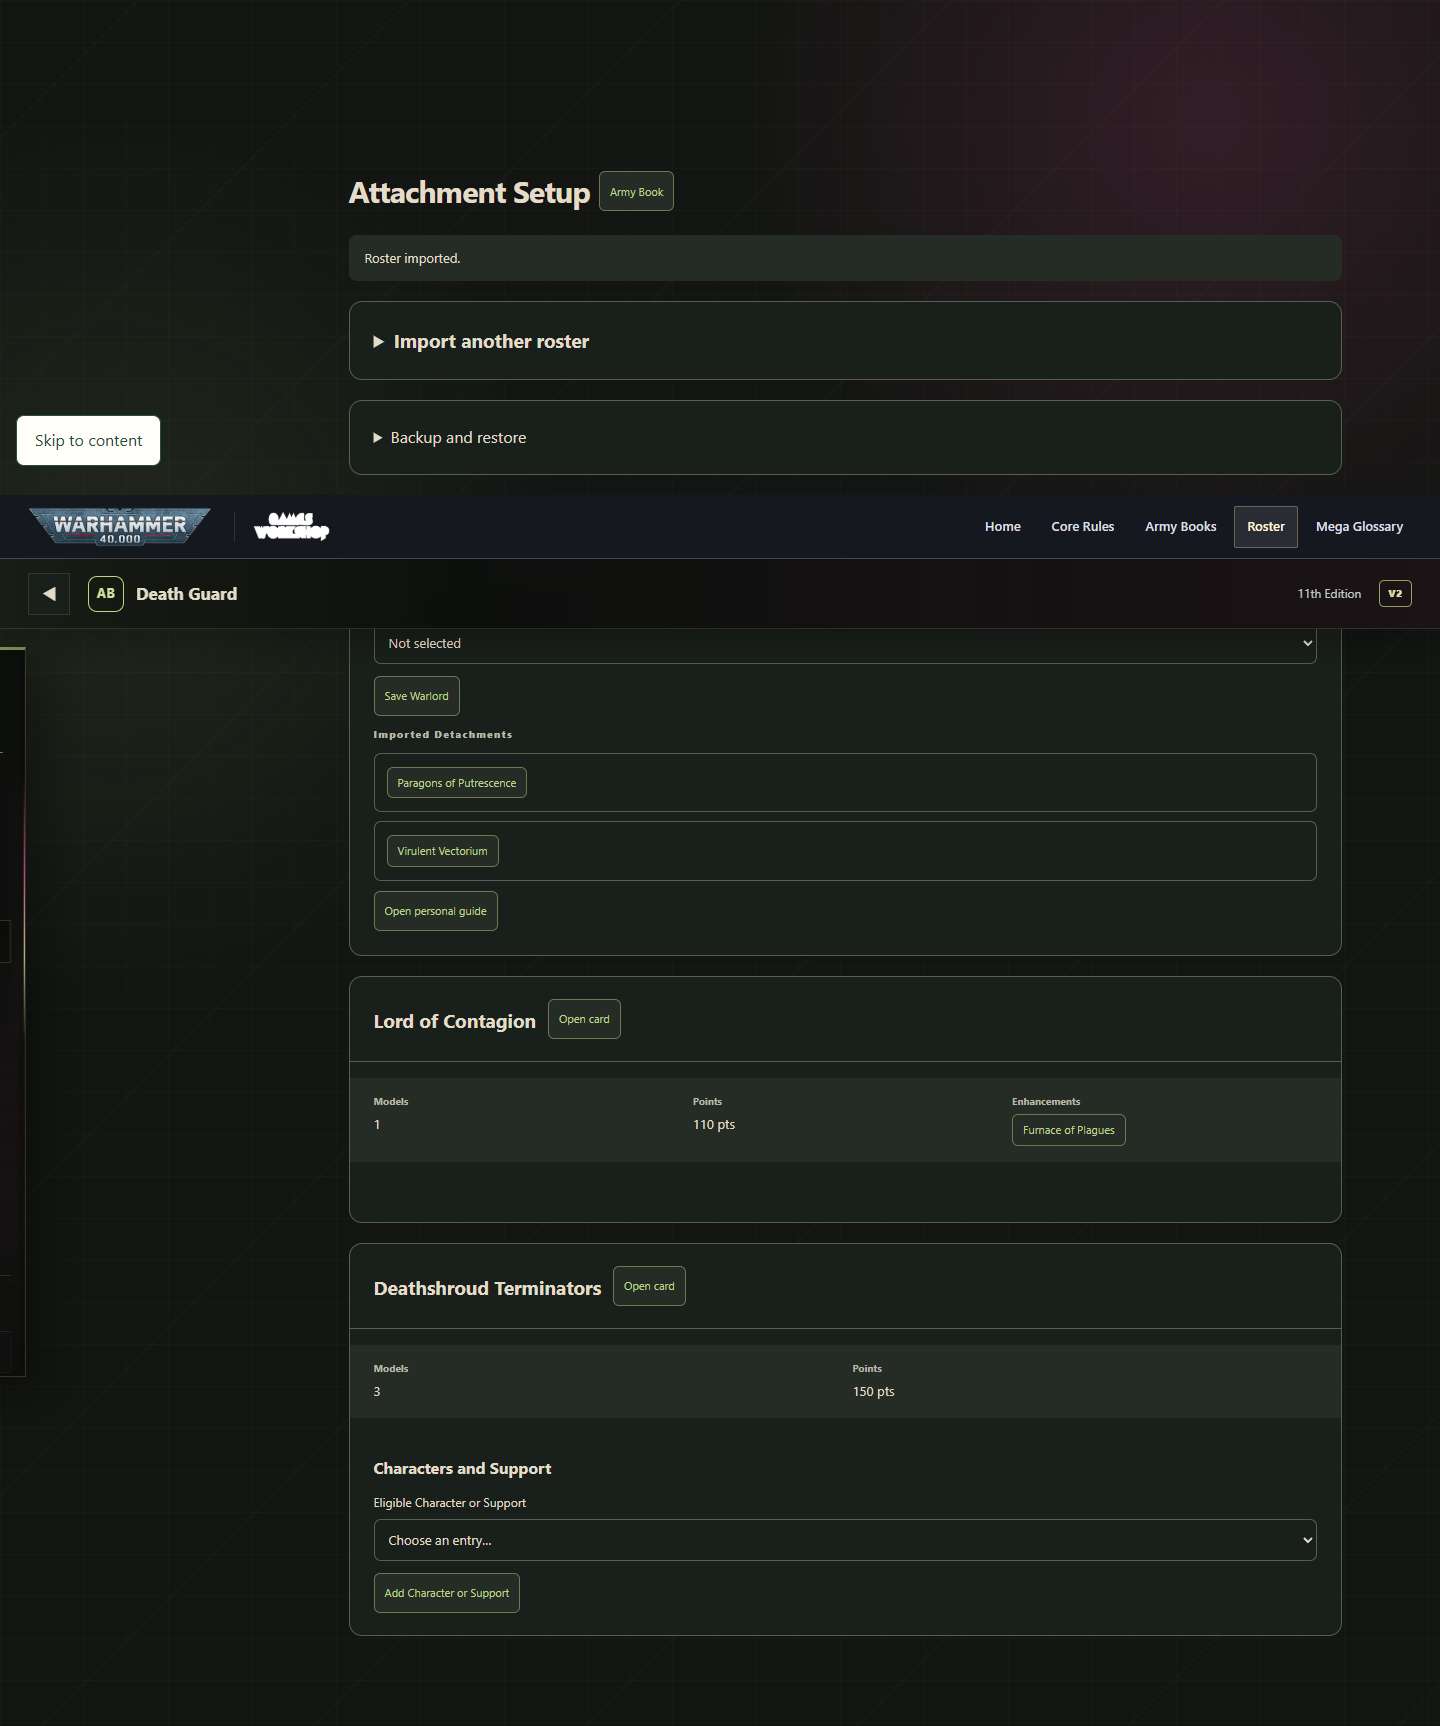 Attachment Setup
Army Book
Roster imported.
Import another roster
Backup and restore
Skip to content
WARHAMMER
40,000
GAMES
WORKSHOP
Home
Core Rules
Army Books
Roster
Mega Glossary
AB
Death Guard
11th Edition
V2
Not selected
Save Warlord
Imported Detachments
Paragons of Putrescence
Virulent Vectorium
Open personal guide
Lord of Contagion
Open card
Models
Points
Enhancements
1
110 pts
Furnace of Plagues
Deathshroud Terminators
Open card
Models
Points
3
150 pts
Characters and Support
Eligible Character or Support
Choose an entry...
Add Character or Support